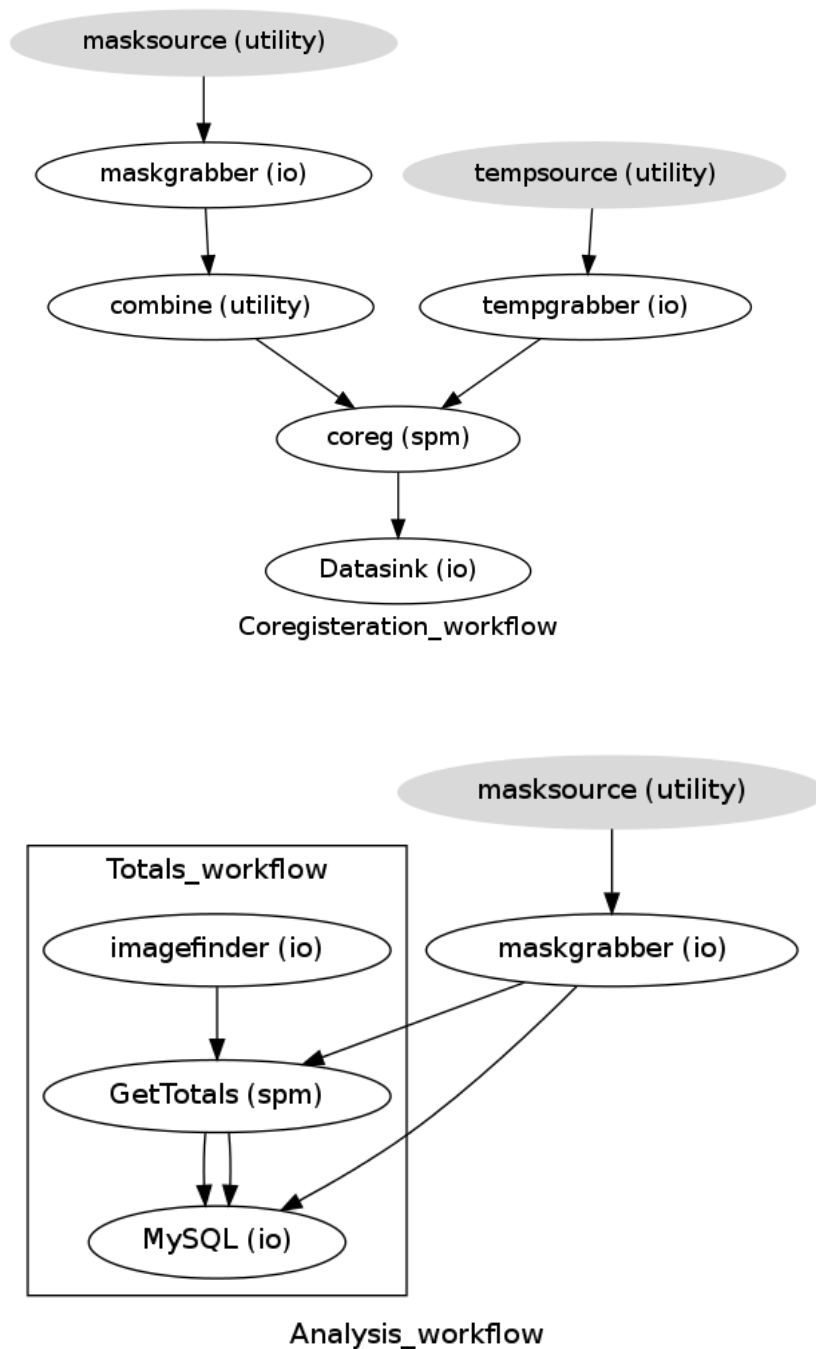 masksource (utility)
maskgrabber (io)
tempsource (utility)
combine (utility)
tempgrabber (io)
coreg (spm)
Datasink (io)
Coregisteration_workflow
masksource (utility)
Totals_workflow
imagefinder (io)
maskgrabber (io)
GetTotals (spm)
MySQL (io)
Analysis_workflow